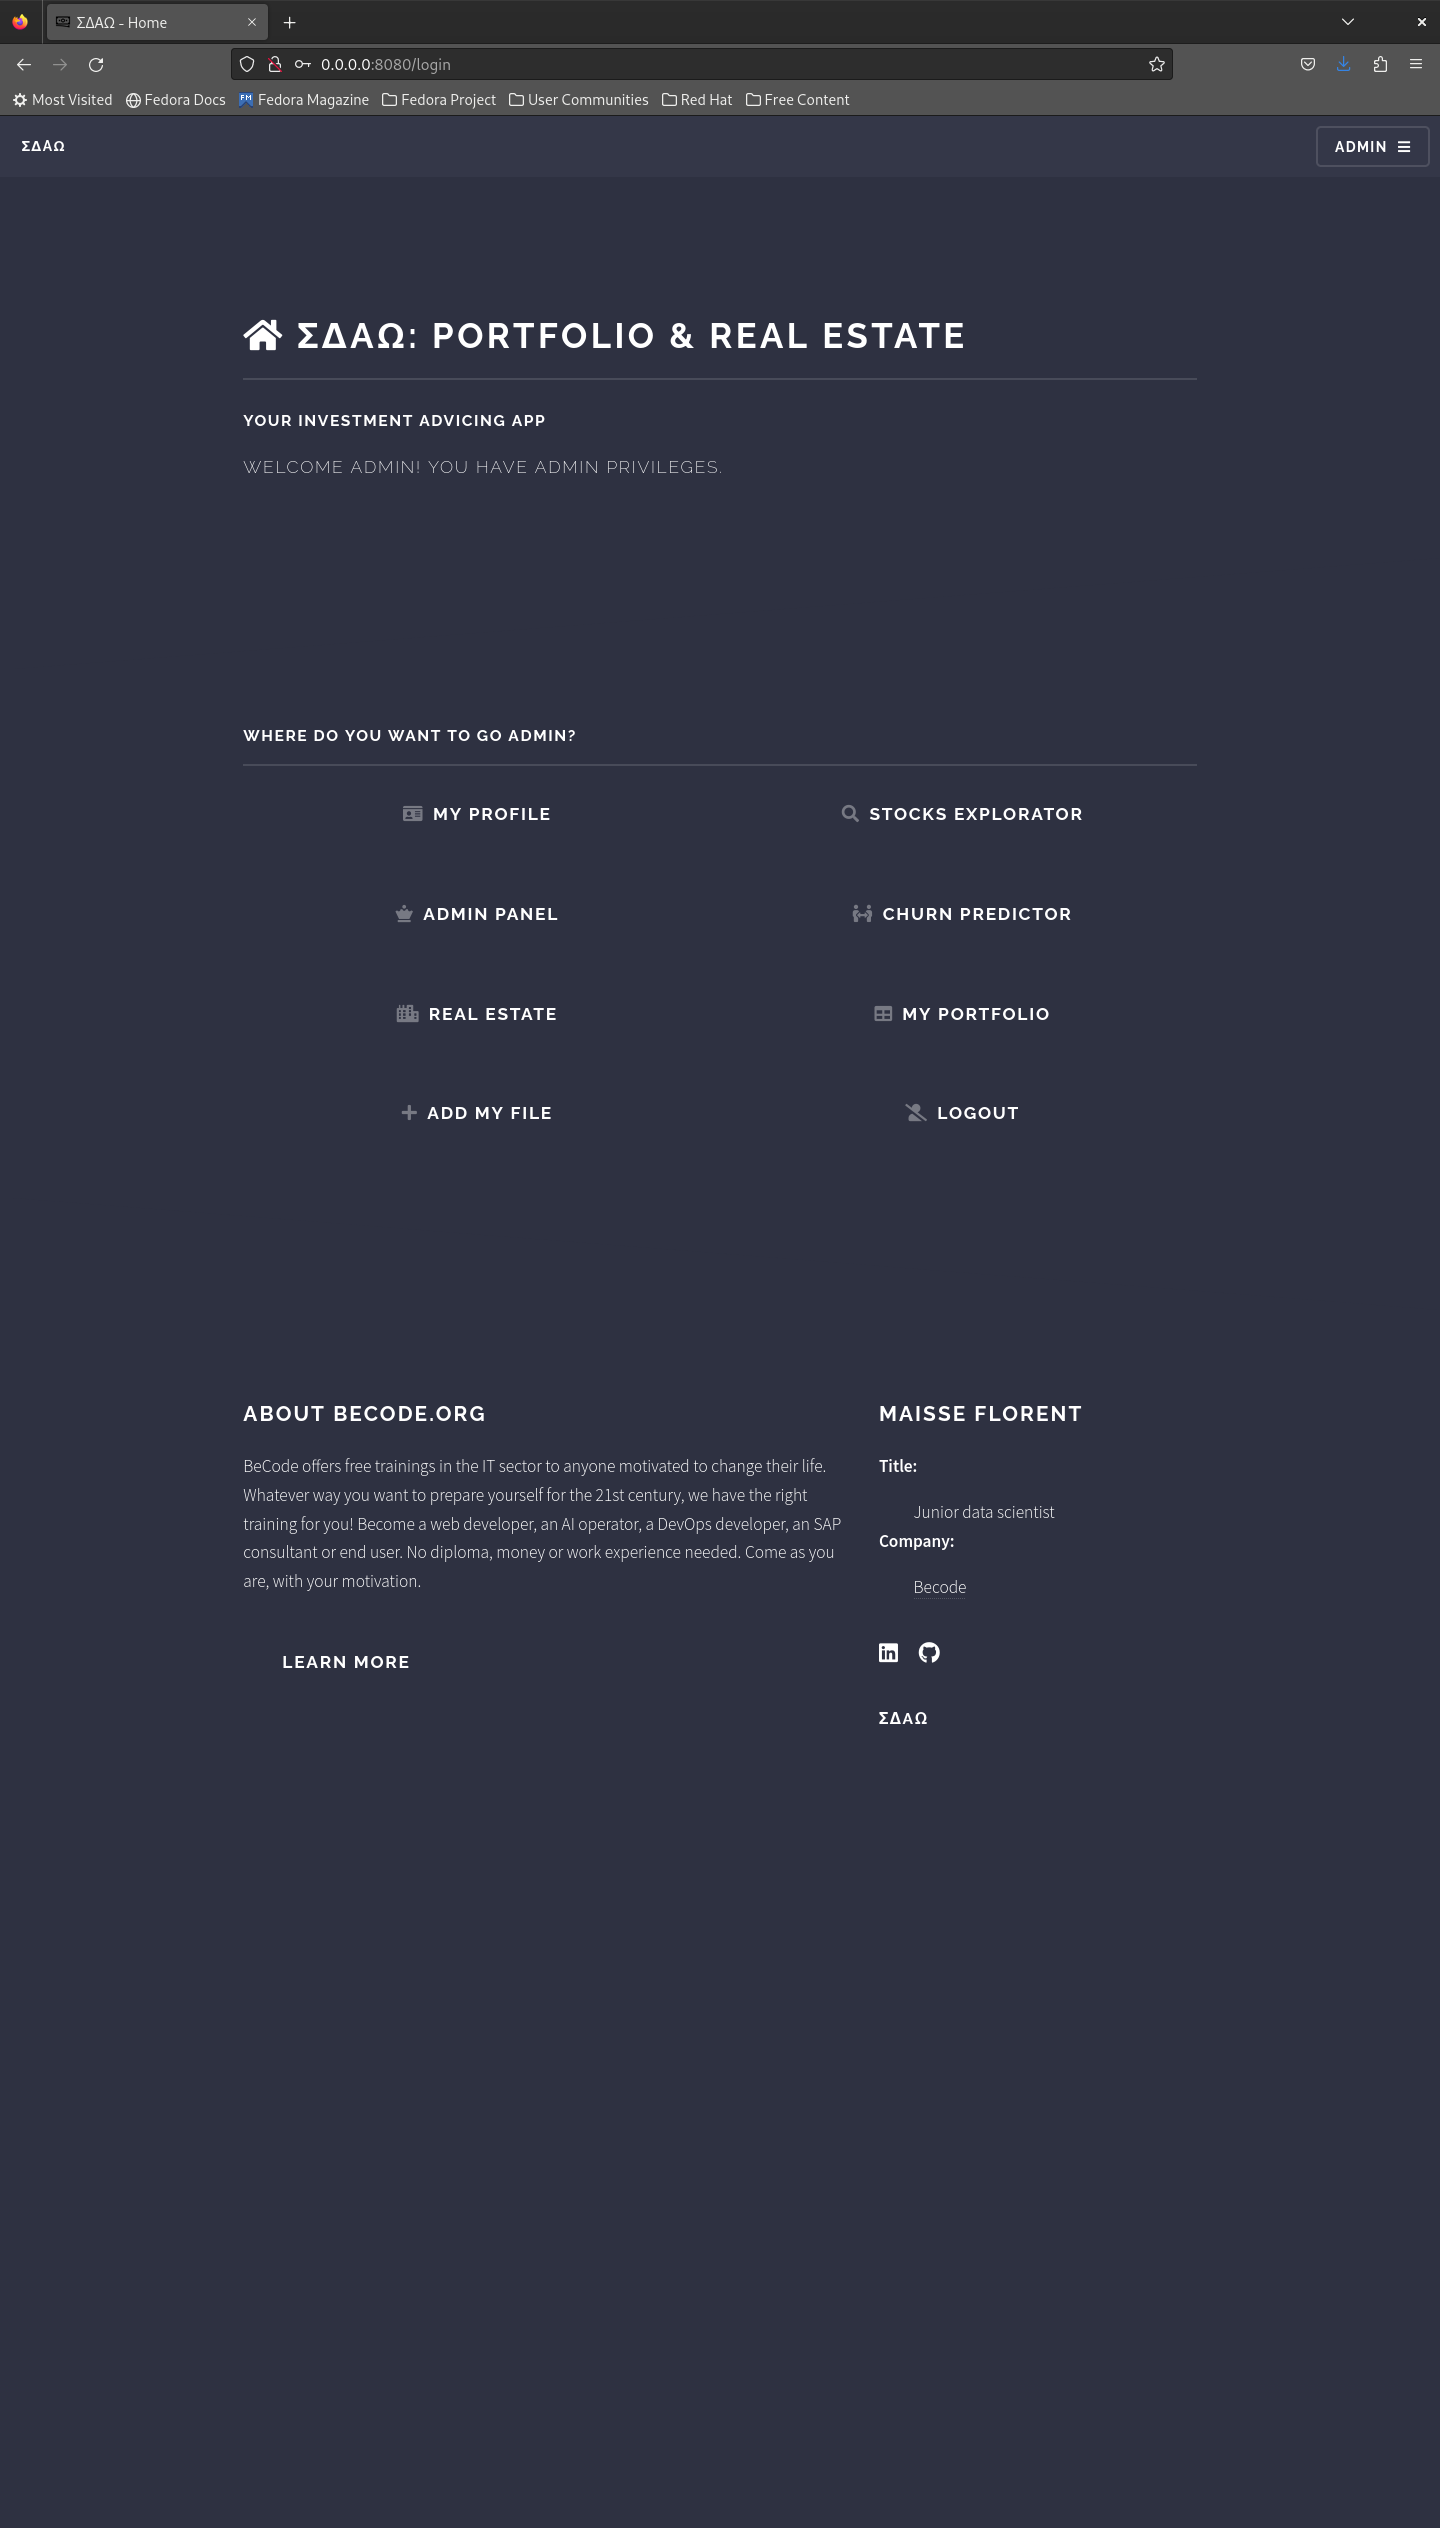 ΣΔΑΩ - Home
0.0.0.0:8080/login
Most Visited Fedora Docs Fedora Magazine Fedora Project User Communities Red Hat Free Content
ΣΔΑΩ
ADMIN
ΣΔΑΩ: PORTFOLIO & REAL ESTATE
YOUR INVESTMENT ADVICING APP
WELCOME ADMIN! YOU HAVE ADMIN PRIVILEGES.
WHERE DO YOU WANT TO GO ADMIN?
MY PROFILE
STOCKS EXPLORATOR
ADMIN PANEL
CHURN PREDICTOR
REAL ESTATE
MY PORTFOLIO
ADD MY FILE
LOGOUT
ABOUT BECODE.ORG
BeCode offers free trainings in the IT sector to anyone motivated to change their life.
Whatever way you want to prepare yourself for the 21st century, we have the right
training for you! Become a web developer, an AI operator, a DevOps developer, an SAP
consultant or end user. No diploma, money or work experience needed. Come as you
are, with your motivation.
LEARN MORE
MAISSE FLORENT
Title:
Junior data scientist
Company:
Becode
ΣΔΑΩ